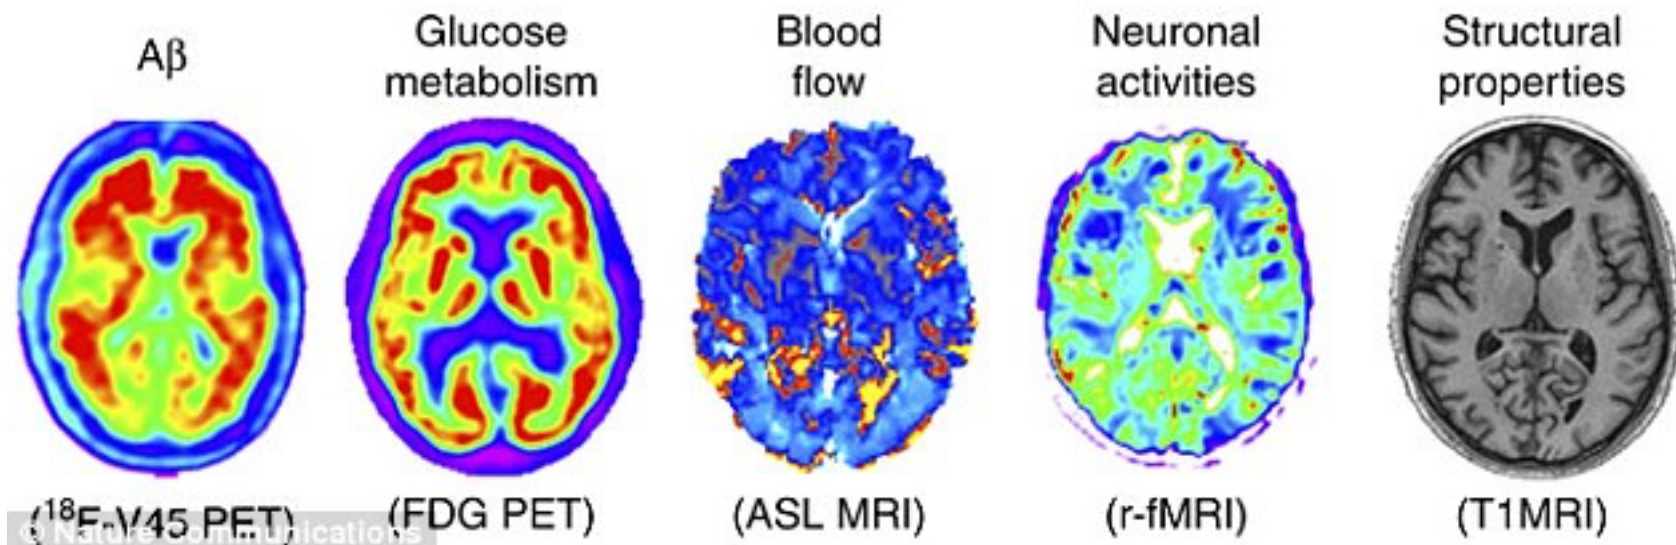 Aβ
Glucose
metabolism
Blood
flow
Neuronal
activities
Structural
properties
(¹⁸F-V45 PET)
(FDG PET)
(ASL MRI)
(r-fMRI)
(T1MRI)
© Nature Communications